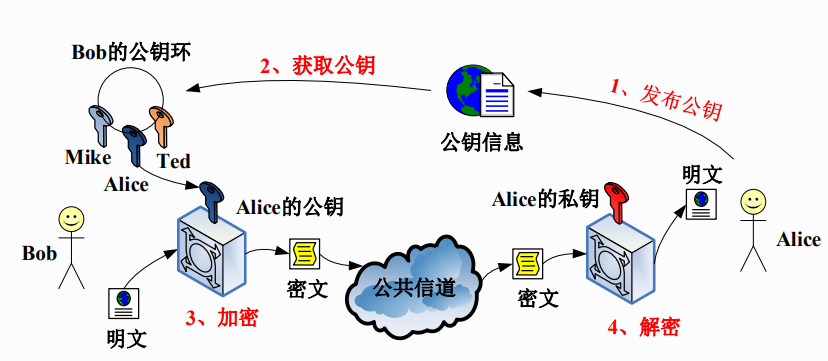 Bob的公钥环
2、获取公钥
1、发布公钥
公钥信息
Mike
Ted
Alice
明文
Alice的公钥
Alice的私钥
Bob
Alice
密文
公共信道
密文
明文
3、加密
4、解密